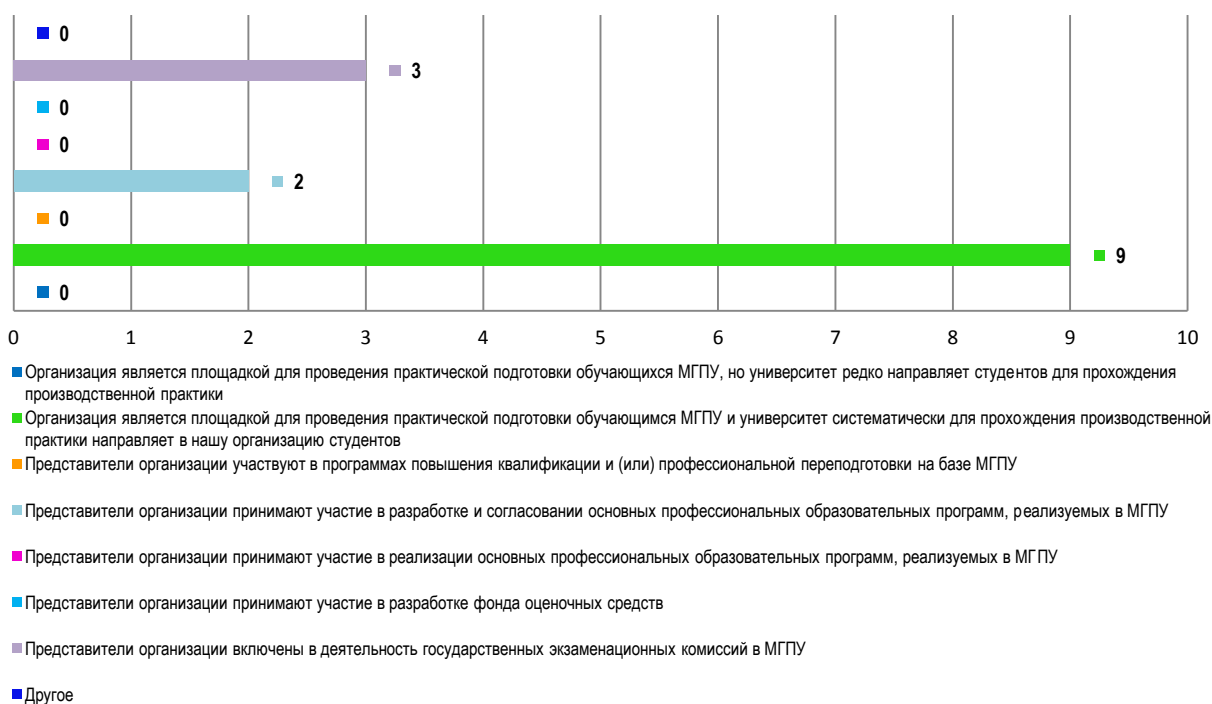 0
3
0
0
2
0
9
0
0 1 2 3 4 5 6 7 8 9 10
Организация является площадкой для проведения практической подготовки обучающихся МГПУ, но университет редко направляет студентов для прохождения
производственной практики
Организация является площадкой для проведения практической подготовки обучающимся МГПУ и университет систематически для прохождения производственной
практики направляет в нашу организацию студентов
Представители организации участвуют в программах повышения квалификации и (или) профессиональной переподготовки на базе МГПУ
Представители организации принимают участие в разработке и согласовании основных профессиональных образовательных программ, реализуемых в МГПУ
Представители организации принимают участие в реализации основных профессиональных образовательных программ, реализуемых в МГПУ
Представители организации принимают участие в разработке фонда оценочных средств
Представители организации включены в деятельность государственных экзаменационных комиссий в МГПУ
Другое